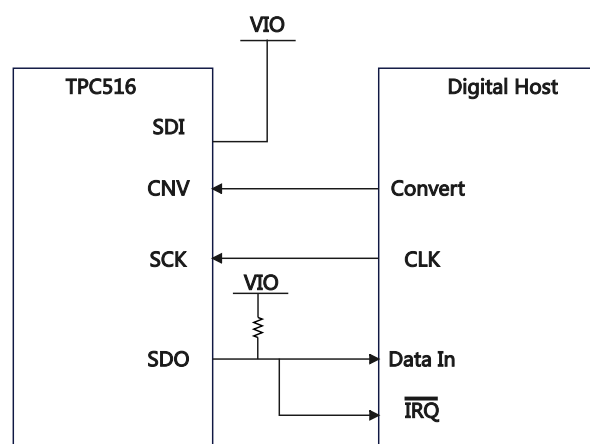 VIO
TPC516
Digital Host
SDI
CNV
Convert
SCK
CLK
VIO
SDO
Data In
IRQ